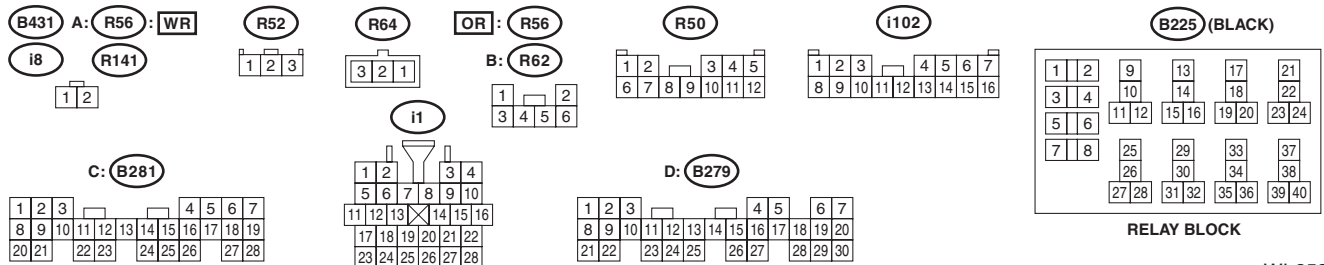 B431 A: R56 : WR
i8 R141
1 2
R52
1 2 3
R64
3 2 1
OR : R56
B: R62
1 2
3 4 5 6
R50
1 2 3 4 5
6 7 8 9 10 11 12
i102
1 2 3 4 5 6 7
8 9 10 11 12 13 14 15 16
B225 (BLACK)
1 2 9 13 17 21
3 4 10 14 18 22
11 12 15 16 19 20 23 24
5 6
7 8 25 29 33 37
26 30 34 38
27 28 31 32 35 36 39 40
RELAY BLOCK
C: B281
1 2 3 4 5 6 7
8 9 10 11 12 13 14 15 16 17 18 19
20 21 22 23 24 25 26 27 28
i1
1 2 3 4
5 6 7 8 9 10
11 12 13 14 15 16
17 18 19 20 21 22
23 24 25 26 27 28
D: B279
1 2 3 4 5 6 7
8 9 10 11 12 13 14 15 16 17 18 19 20
21 22 23 24 25 26 27 28 29 30